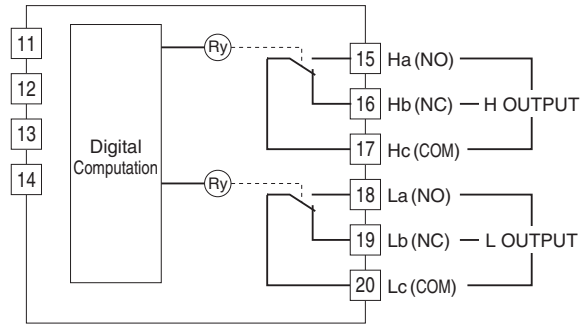 11
12
13
14
Digital
Computation
Ry
15 Ha (NO)
16 Hb (NC) H OUTPUT
17 Hc (COM)
Ry
18 La (NO)
19 Lb (NC) L OUTPUT
20 Lc (COM)